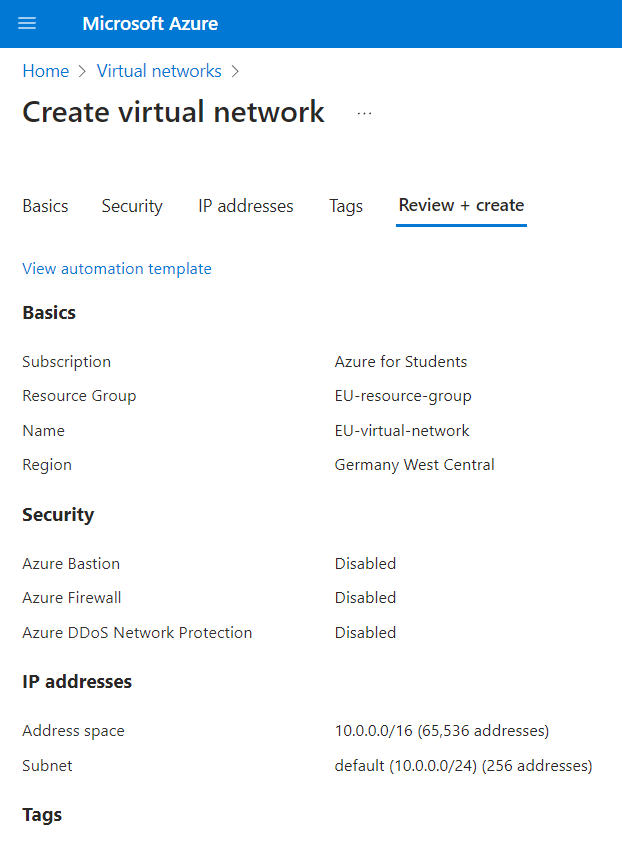 Microsoft Azure
Home > Virtual networks >
Create virtual network ...
Basics Security IP addresses Tags Review + create
View automation template
Basics
Subscription Azure for Students
Resource Group EU-resource-group
Name EU-virtual-network
Region Germany West Central
Security
Azure Bastion Disabled
Azure Firewall Disabled
Azure DDoS Network Protection Disabled
IP addresses
Address space 10.0.0.0/16 (65,536 addresses)
Subnet default (10.0.0.0/24) (256 addresses)
Tags